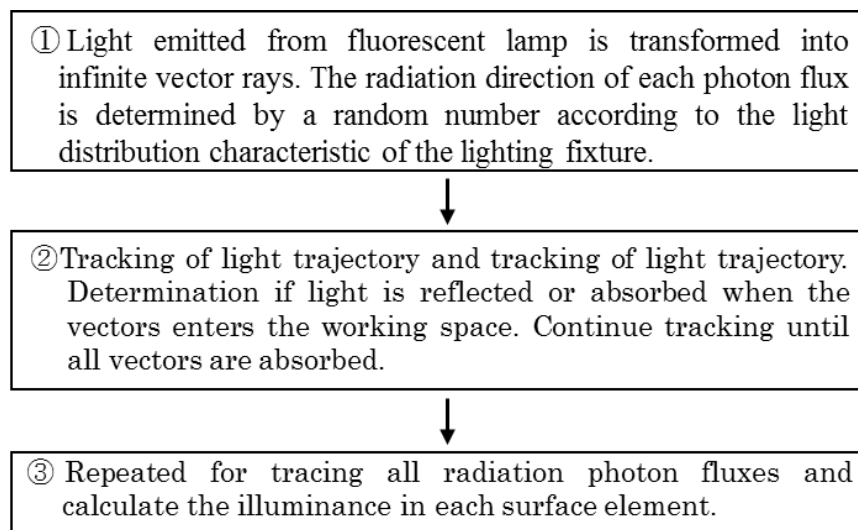 ① Light emitted from fluorescent lamp is transformed into
infinite vector rays. The radiation direction of each photon flux
is determined by a random number according to the light
distribution characteristic of the lighting fixture.
②Tracking of light trajectory and tracking of light trajectory.
Determination if light is reflected or absorbed when the
vectors enters the working space. Continue tracking until
all vectors are absorbed.
③ Repeated for tracing all radiation photon fluxes and
calculate the illuminance in each surface element.